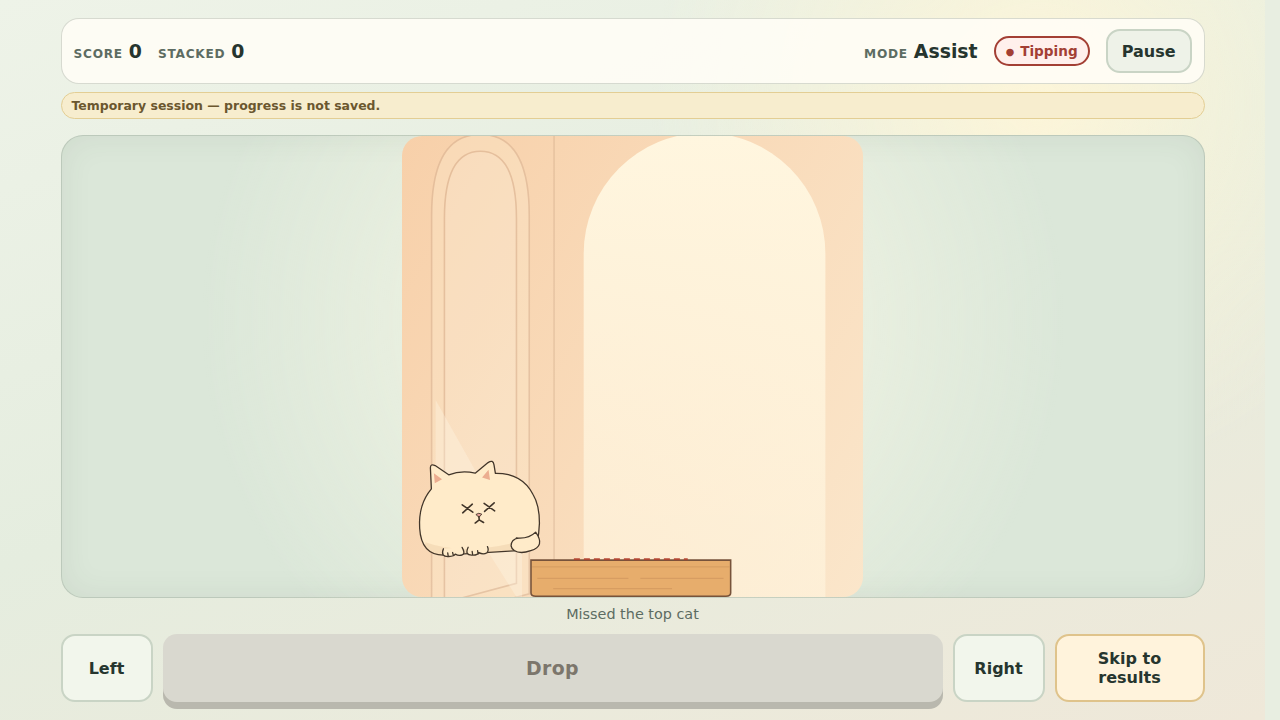 SCORE 0 STACKED 0 MODE Assist Tipping Pause
Temporary session — progress is not saved.
Missed the top cat
Left Drop Right Skip to
results